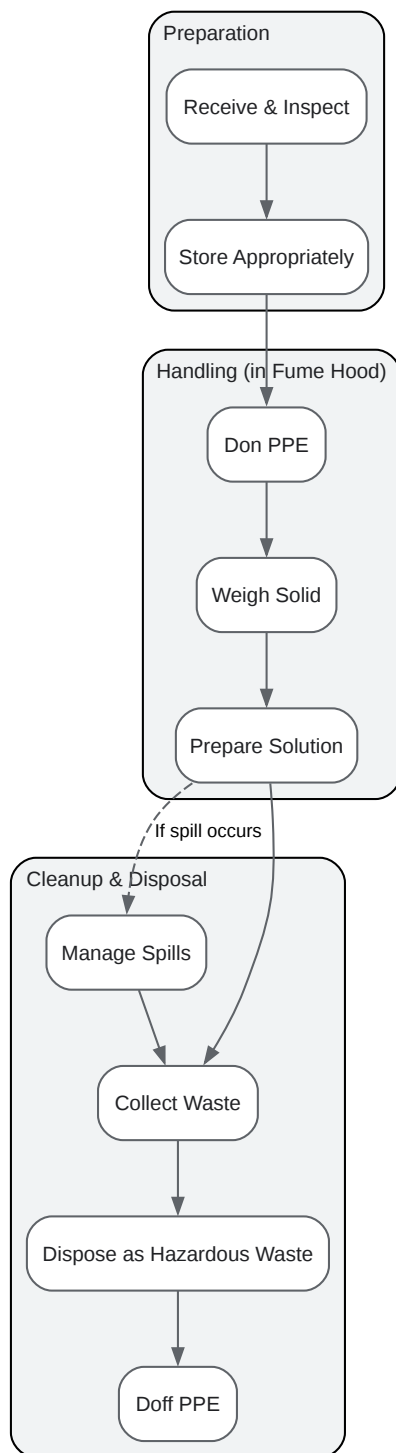 Preparation
Receive & Inspect
Store Appropriately
Handling (in Fume Hood)
Don PPE
Weigh Solid
Prepare Solution
If spill occurs
Cleanup & Disposal
Manage Spills
Collect Waste
Dispose as Hazardous Waste
Doff PPE